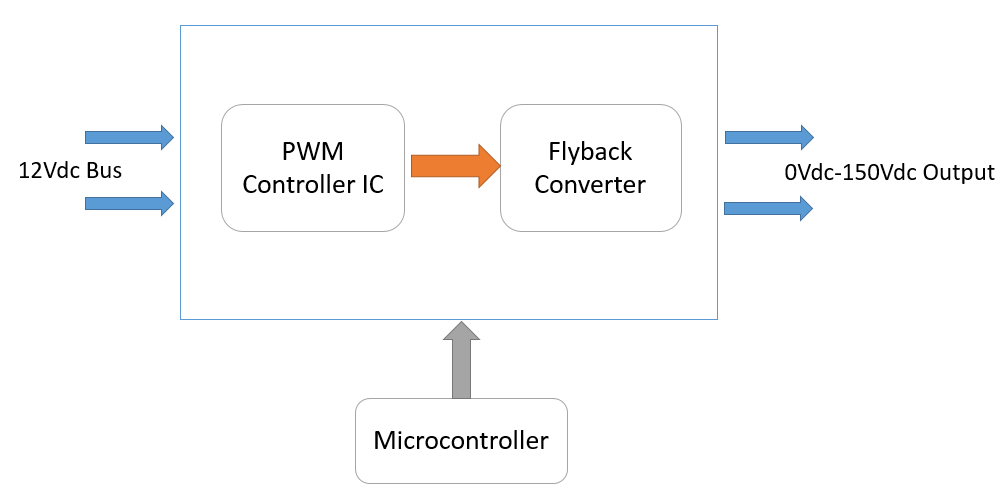 PWM
Controller IC
Flyback
Converter
12Vdc Bus
0Vdc-150Vdc Output
Microcontroller